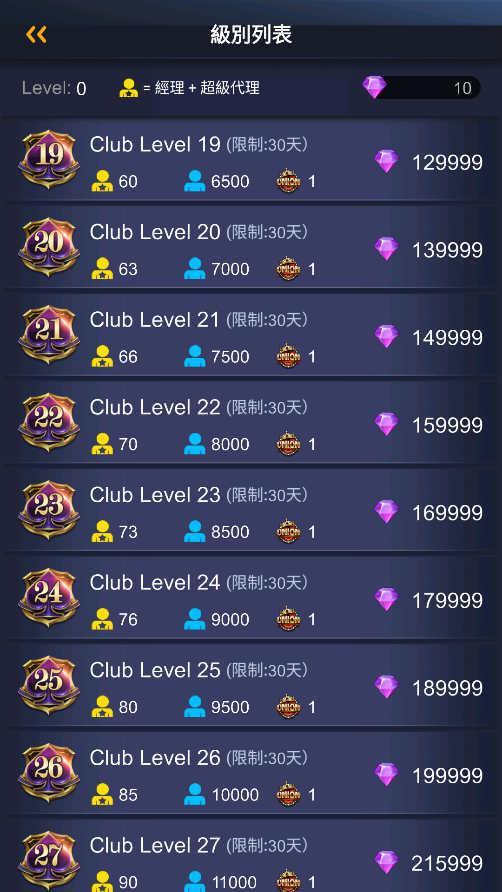 級別列表
Level: 0 = 經理 + 超級代理 10
19 Club Level 19 (限制:30天) 129999
60 6500 UNION 1
20 Club Level 20 (限制:30天) 139999
63 7000 UNION 1
21 Club Level 21 (限制:30天) 149999
66 7500 UNION 1
22 Club Level 22 (限制:30天) 159999
70 8000 UNION 1
23 Club Level 23 (限制:30天) 169999
73 8500 UNION 1
24 Club Level 24 (限制:30天) 179999
76 9000 UNION 1
25 Club Level 25 (限制:30天) 189999
80 9500 UNION 1
26 Club Level 26 (限制:30天) 199999
85 10000 UNION 1
27 Club Level 27 (限制:30天) 215999
90 11000 UNION 1